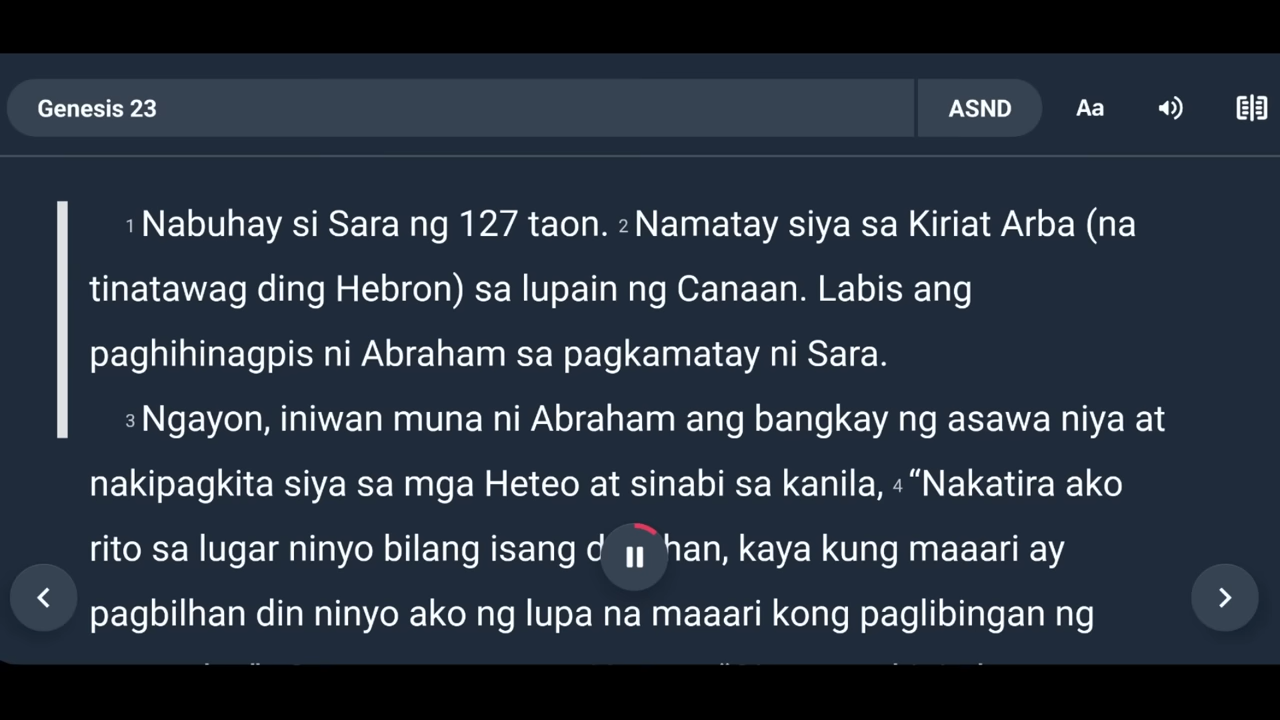 Genesis 23
ASND
Aa
1 Nabuhay si Sara ng 127 taon. 2 Namatay siya sa Kiriat Arba (na
tinatawag ding Hebron) sa lupain ng Canaan. Labis ang
paghihinagpis ni Abraham sa pagkamatay ni Sara.
3 Ngayon, iniwan muna ni Abraham ang bangkay ng asawa niya at
nakipagkita siya sa mga Heteo at sinabi sa kanila, 4 “Nakatira ako
rito sa lugar ninyo bilang isang kaya kung maaari ay
pagbilhan din ninyo ako ng lupa na maaari kong paglibingan ng